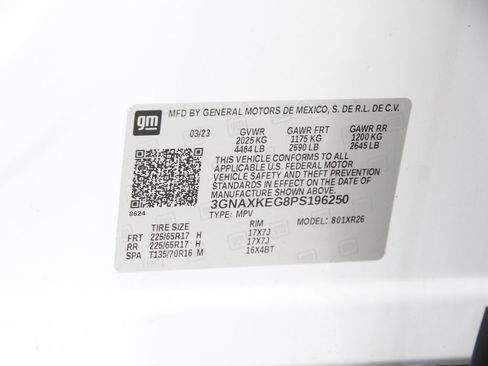 gm
MFD BY GENERAL MOTORS DE MEXICO, S. DE R.L. DE C.V.
03/23 GVWR GAWR FRT GAWR RR
2025 KG 1175 KG 1200 KG
4464 LB 2590 LB 2645 LB
THIS VEHICLE CONFORMS TO ALL
APPLICABLE U.S. FEDERAL MOTOR
VEHICLE SAFETY AND THEFT PREVENTION
STANDARDS IN EFFECT ON THE DATE OF
MANUFACTURE SHOWN ABOVE.
3GNAXKEG8PS196250
8624 TYPE: MPV MODEL: 801XR26
TIRE SIZE RIM
FRT 225/65R17 H 17X7J
RR 225/65R17 H 17X7J
SPA T135/70R16 M 16X4BT